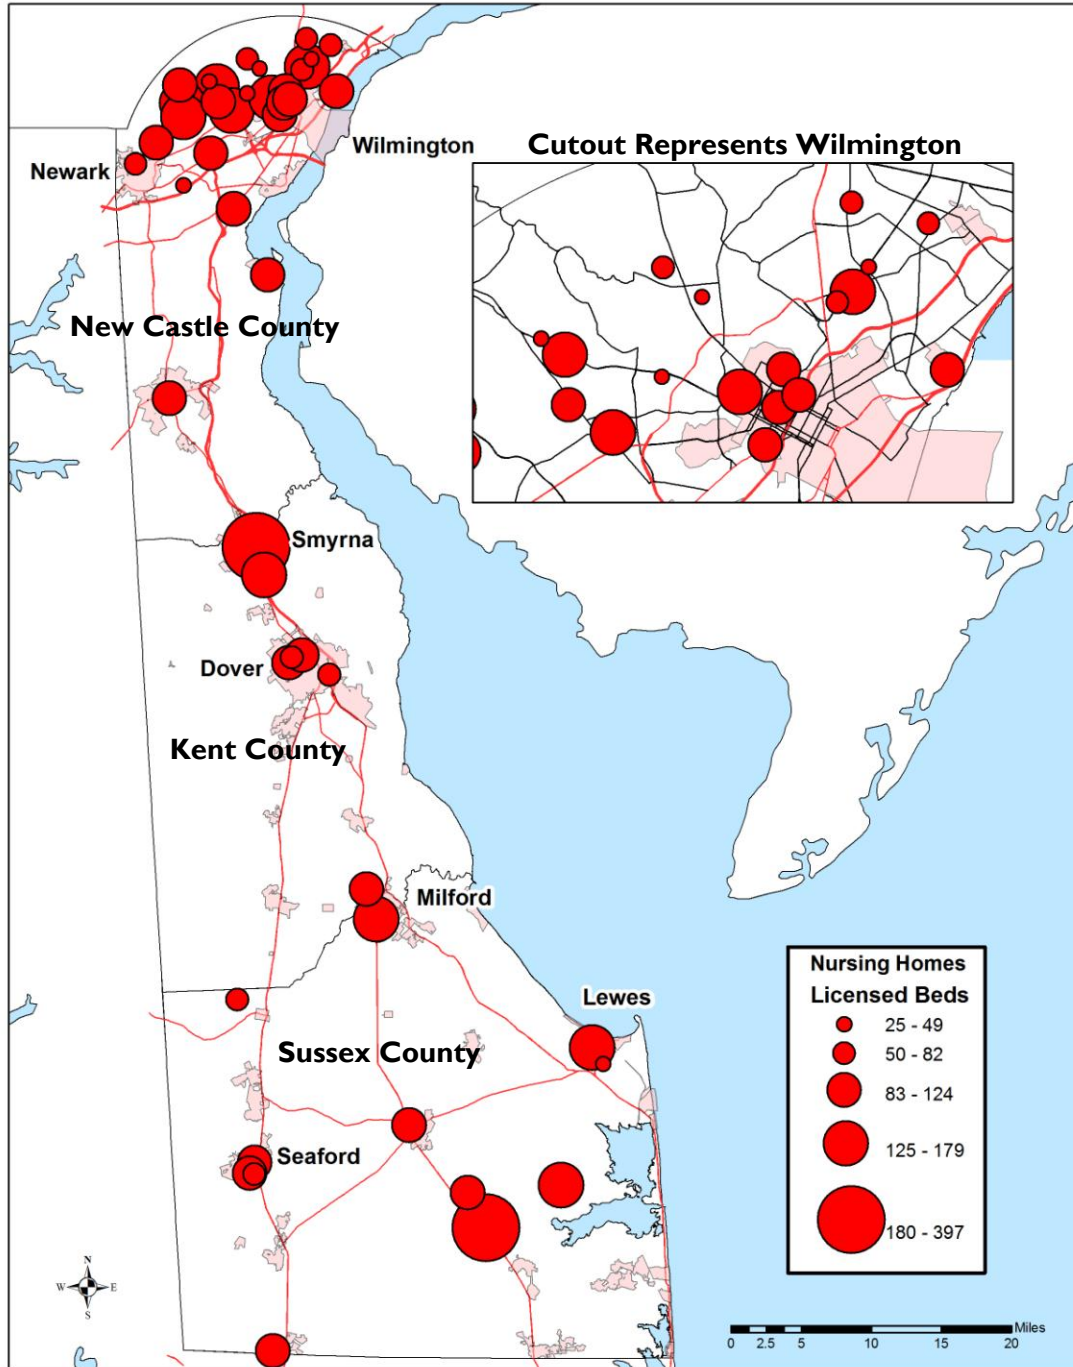 Cutout Represents Wilmington
Wilmington
Newark
New Castle County
Smyrna
Dover
Kent County
Milford
Lewes
Sussex County
Seaford
Nursing Homes
Licensed Beds
25 - 49
50 - 82
83 - 124
125 - 179
180 - 397
N
W E
S
Miles
0 2.5 5 10 15 20